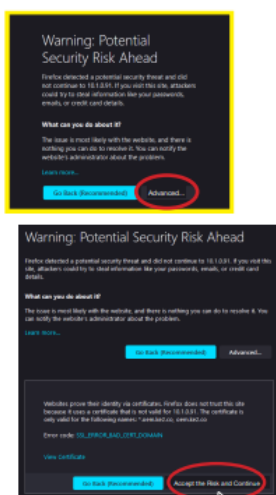 Warning: Potential
Security Risk Ahead
Firefox detected a potential security threat and did
not continue to 10.1.0.91. If you visit this site, attackers
could try to steal information like your passwords,
emails, or credit card details.
What can you do about it?
The issue is most likely with the website, and there is
nothing you can do to resolve it. You can notify the
website's administrator about the problem.
Learn more...
Go Back (Recommended)
Advanced...
Warning: Potential Security Risk Ahead
Firefox detected a potential security threat and did not continue to 10.1.0.91. If you visit this
site, attackers could try to steal information like your passwords, emails, or credit card
details.
What can you do about it?
The issue is most likely with the website, and there is nothing you can do to resolve it. You
can notify the website's administrator about the problem.
Learn more...
Go Back (Recommended)
Advanced...
Websites prove their identity via certificates. Firefox does not trust this site
because it uses a certificate that is not valid for 10.1.0.91. The certificate is
only valid for the following names:
Error code: SSL_ERROR_BAD_CERT_DOMAIN
View Certificate
Go Back (Recommended)
Accept the Risk and Continue